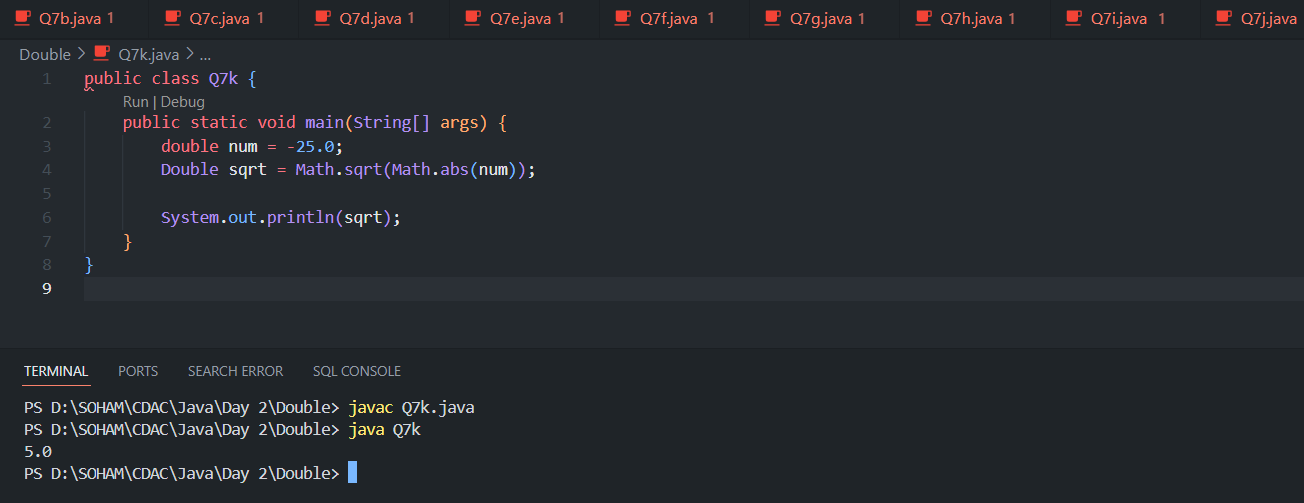 Q7b.java 1 Q7c.java 1 Q7d.java 1 Q7e.java 1 Q7f.java 1 Q7g.java 1 Q7h.java 1 Q7i.java 1 Q7j.java
Double > Q7k.java > ...
1 public class Q7k {
Run | Debug
2 public static void main(String[] args) {
3 double num = -25.0;
4 Double sqrt = Math.sqrt(Math.abs(num));
5
6 System.out.println(sqrt);
7 }
8 }
9
TERMINAL PORTS SEARCH ERROR SQL CONSOLE
PS D:\SOHAM\CDAC\Java\Day 2\Double> javac Q7k.java
PS D:\SOHAM\CDAC\Java\Day 2\Double> java Q7k
5.0
PS D:\SOHAM\CDAC\Java\Day 2\Double>